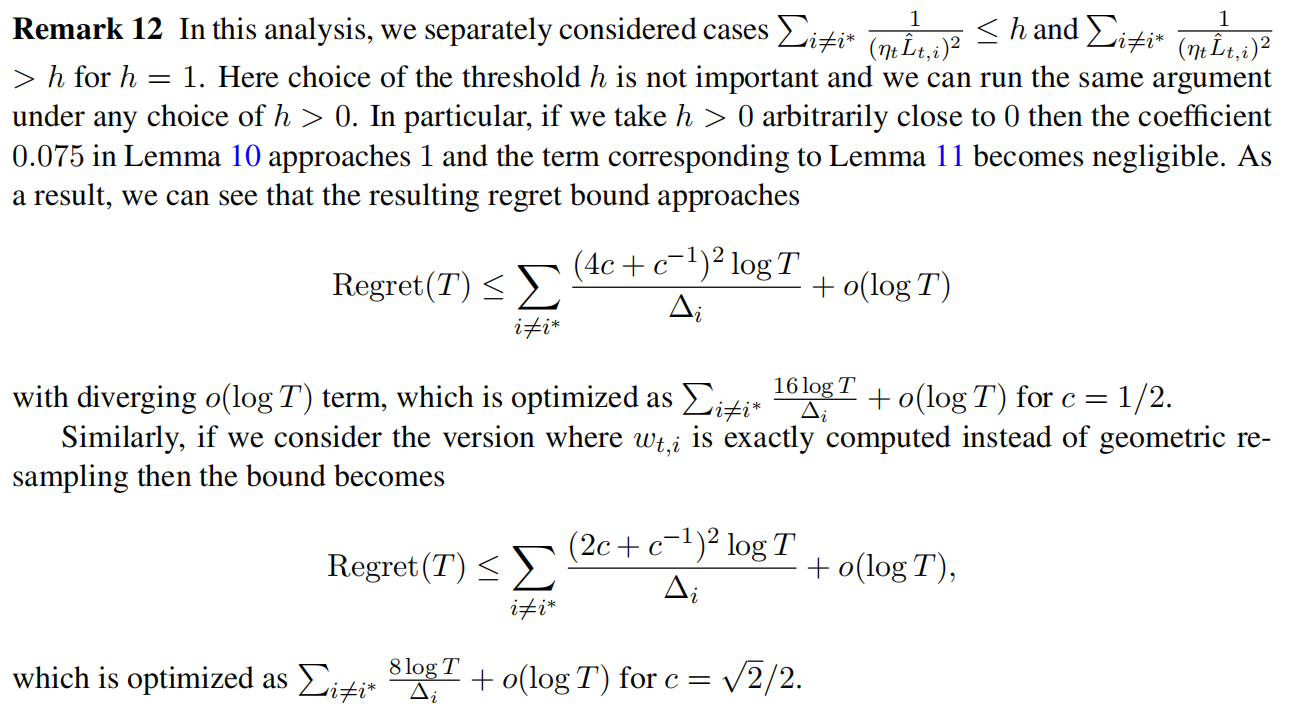 Remark 12 In this analysis, we separately considered cases $\sum_{i \neq i^*} \frac{1}{(\eta_t \hat{L}_{t,i})^2} \leq h$ and $\sum_{i \neq i^*} \frac{1}{(\eta_t \hat{L}_{t,i})^2}$
$> h$ for $h = 1$. Here choice of the threshold $h$ is not important and we can run the same argument
under any choice of $h > 0$. In particular, if we take $h > 0$ arbitrarily close to 0 then the coefficient
0.075 in Lemma 10 approaches 1 and the term corresponding to Lemma 11 becomes negligible. As
a result, we can see that the resulting regret bound approaches
$\mathrm{Regret}(T) \leq \sum_{i \neq i^*} \frac{(4c + c^{-1})^2 \log T}{\Delta_i} + o(\log T)$
with diverging $o(\log T)$ term, which is optimized as $\sum_{i \neq i^*} \frac{16 \log T}{\Delta_i} + o(\log T)$ for $c = 1/2$.
Similarly, if we consider the version where $w_{t,i}$ is exactly computed instead of geometric re-
sampling then the bound becomes
$\mathrm{Regret}(T) \leq \sum_{i \neq i^*} \frac{(2c + c^{-1})^2 \log T}{\Delta_i} + o(\log T),$
which is optimized as $\sum_{i \neq i^*} \frac{8 \log T}{\Delta_i} + o(\log T)$ for $c = \sqrt{2}/2$.